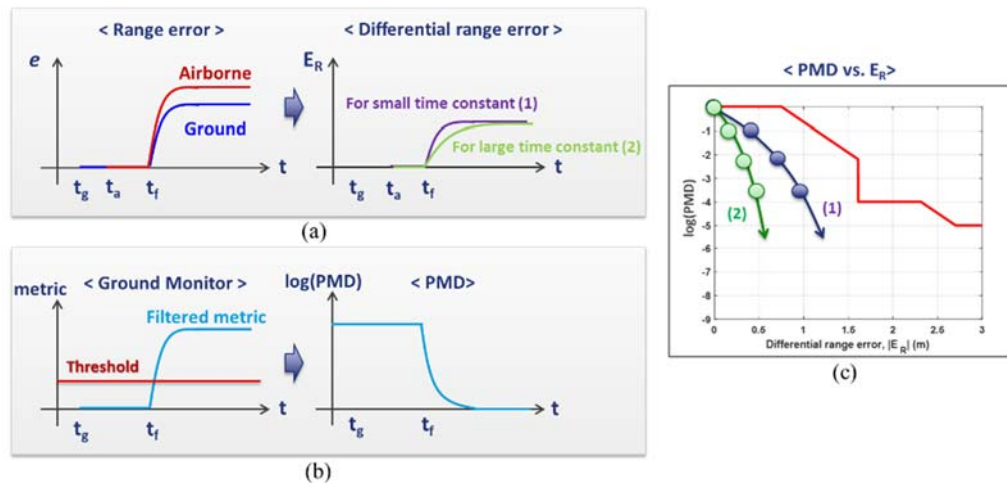 < Range error >
< Differential range error >
e
Airborne
Ground
t
tg ta tf
ER
For small time constant (1)
For large time constant (2)
t
tg ta tf
(a)
< Ground Monitor >
metric
Filtered metric
Threshold
t
tg tf
log(PMD)
< PMD>
t
tg tf
(b)
< PMD vs. ER>
log(PMD)
-1
-2
-3
-4
-5
-6
-7
-8
-9
(2)
(1)
0 0.5 1 1.5 2 2.5 3
Differential range error, |ER| (m)
(c)